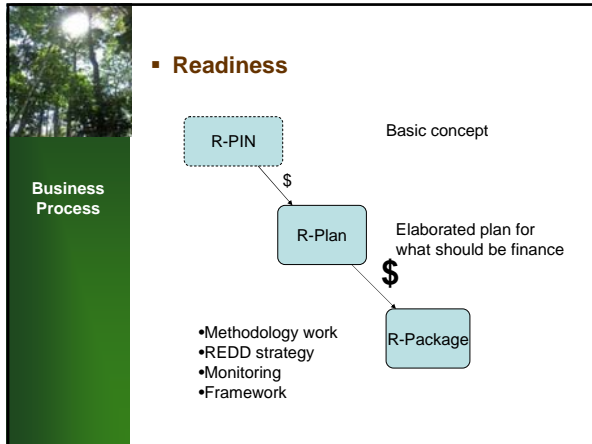 Business
Process
▪ Readiness
R-PIN
Basic concept
$
R-Plan
Elaborated plan for
what should be finance
$
R-Package
•Methodology work
•REDD strategy
•Monitoring
•Framework